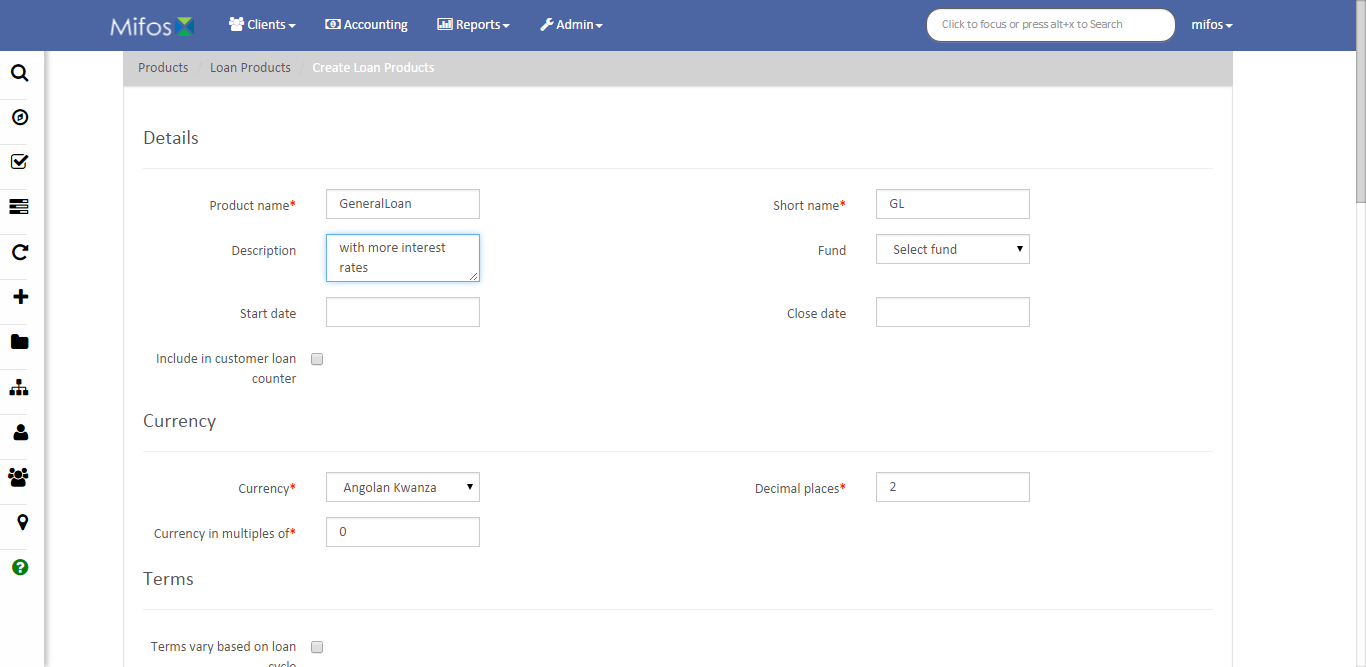 Mifos Clients Accounting Reports Admin Click to focus or press alt+x to Search mifos
Products / Loan Products / Create Loan Products
Details
Product name* GeneralLoan Short name* GL
Description with more interest rates Fund Select fund
Start date Close date
Include in customer loan
counter
Currency
Currency* Angolan Kwanza Decimal places* 2
Currency in multiples of* 0
Terms
Terms vary based on loan
cycle